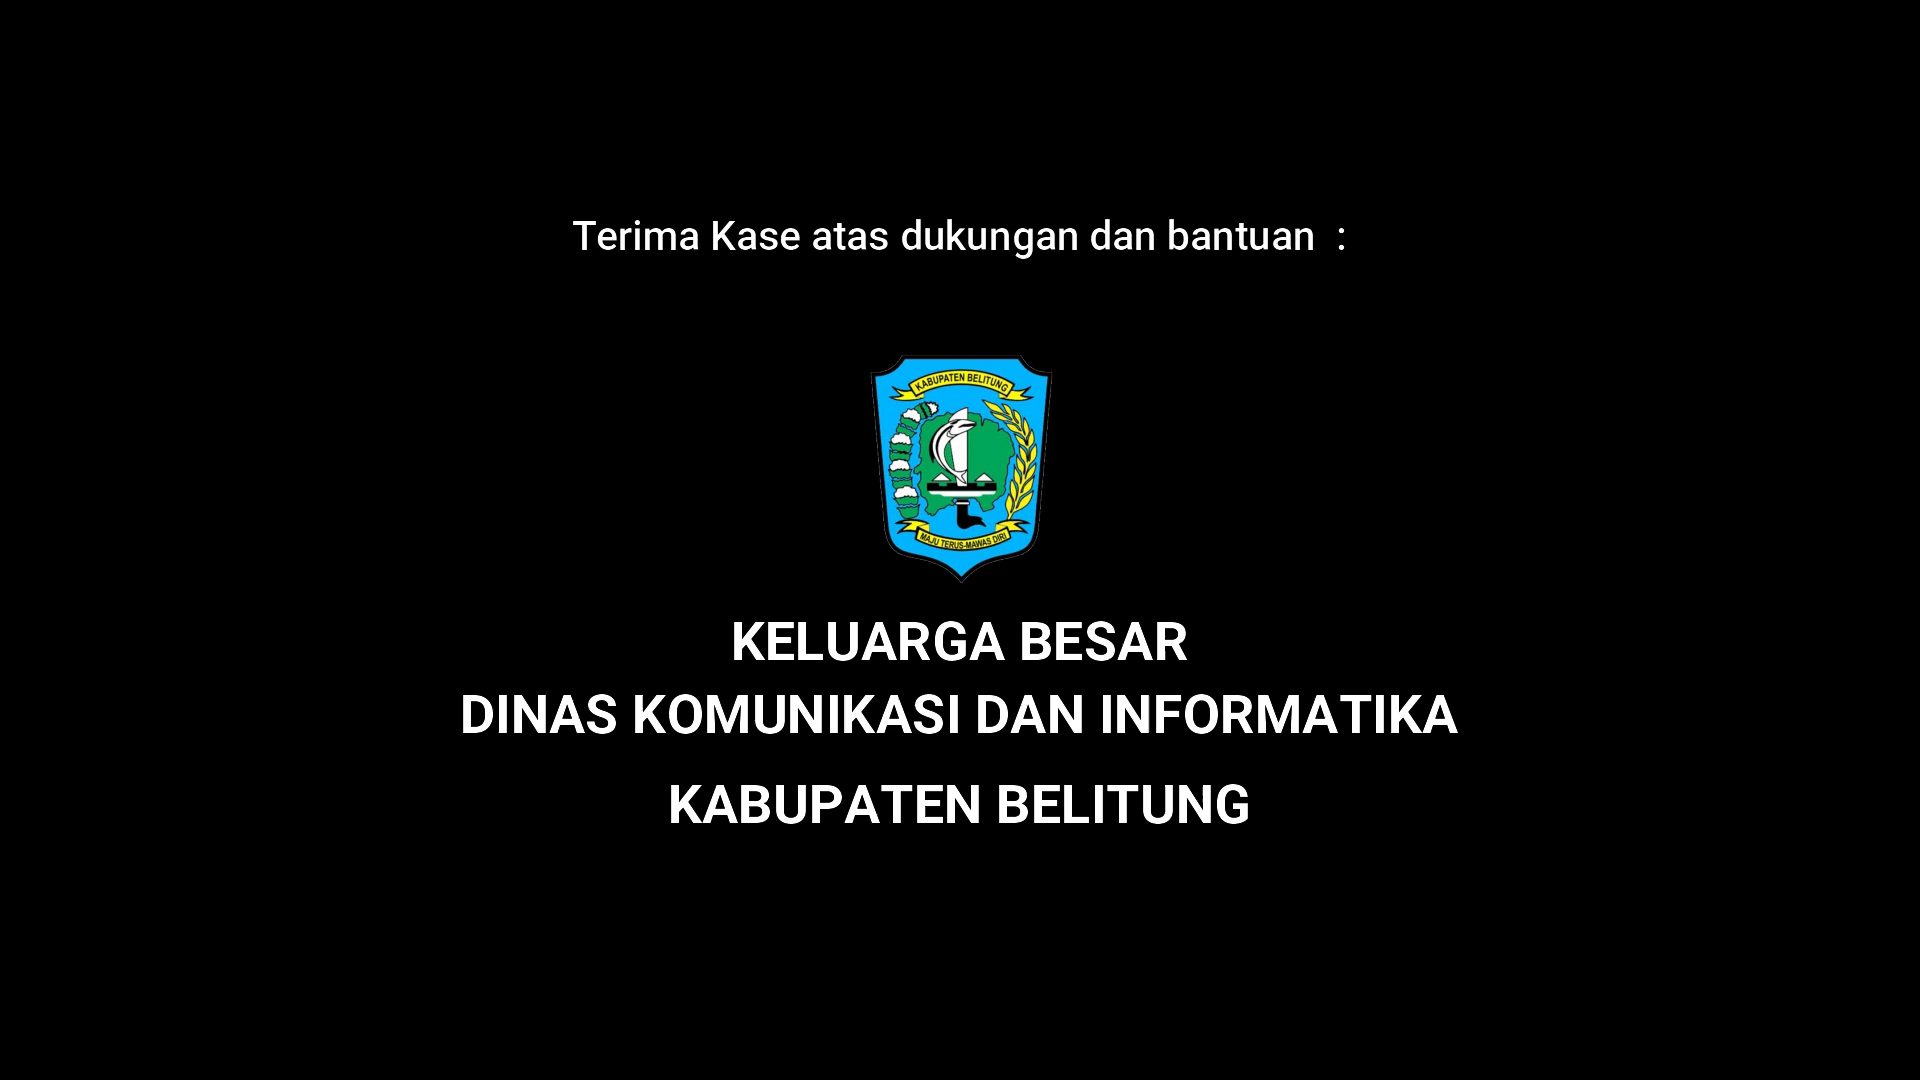 Terima Kase atas dukungan dan bantuan  :
KABUPATEN BELITUNG
MAJU TERUS-MAWAS DIRI
KELUARGA BESAR
DINAS KOMUNIKASI DAN INFORMATIKA
KABUPATEN BELITUNG